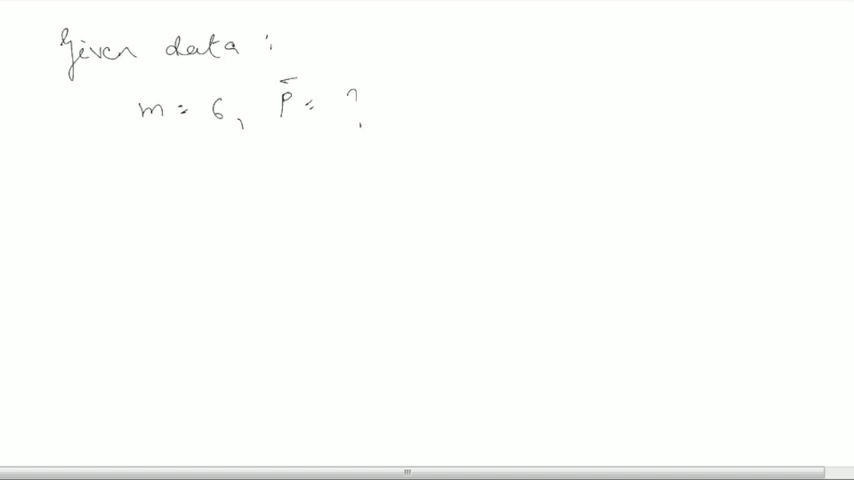 Given data :
m = 6, p̄ = ?